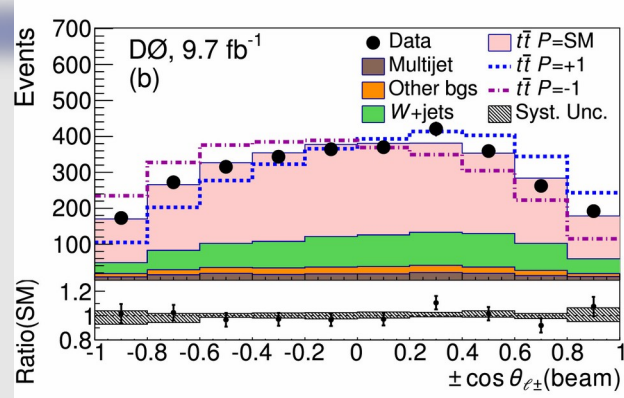 700
600
500
400
300
200
100
Events
DØ, 9.7 fb⁻¹
(b)
Data
Multijet
Other bgs
W+jets
tt̄ P=SM
tt̄ P=+1
tt̄ P=-1
Syst. Unc.
Ratio(SM)
1.2
1
0.8
-1 -0.8 -0.6 -0.4 -0.2 0 0.2 0.4 0.6 0.8 1
± cos θℓ± (beam)